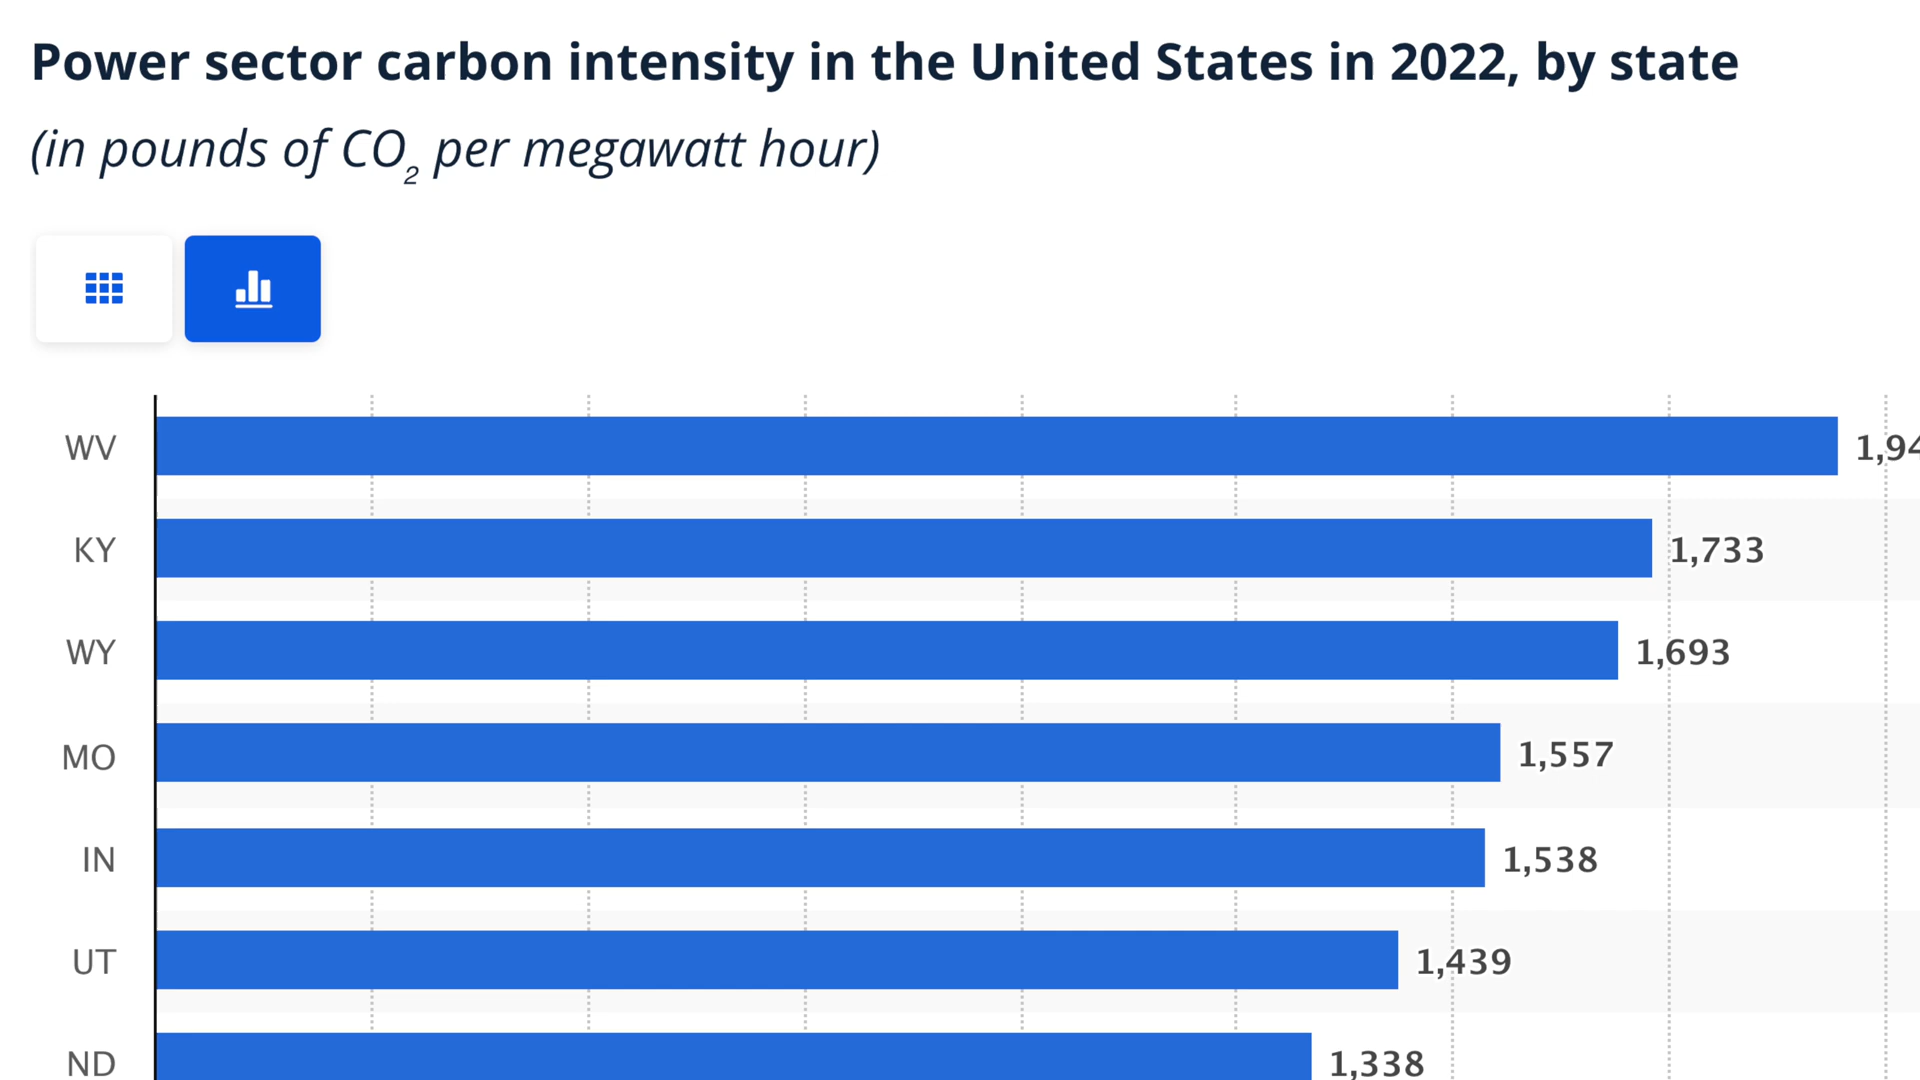 Power sector carbon intensity in the United States in 2022, by state
(in pounds of CO₂ per megawatt hour)
WV
KY 1,733
WY 1,693
MO 1,557
IN 1,538
UT 1,439
ND 1,338